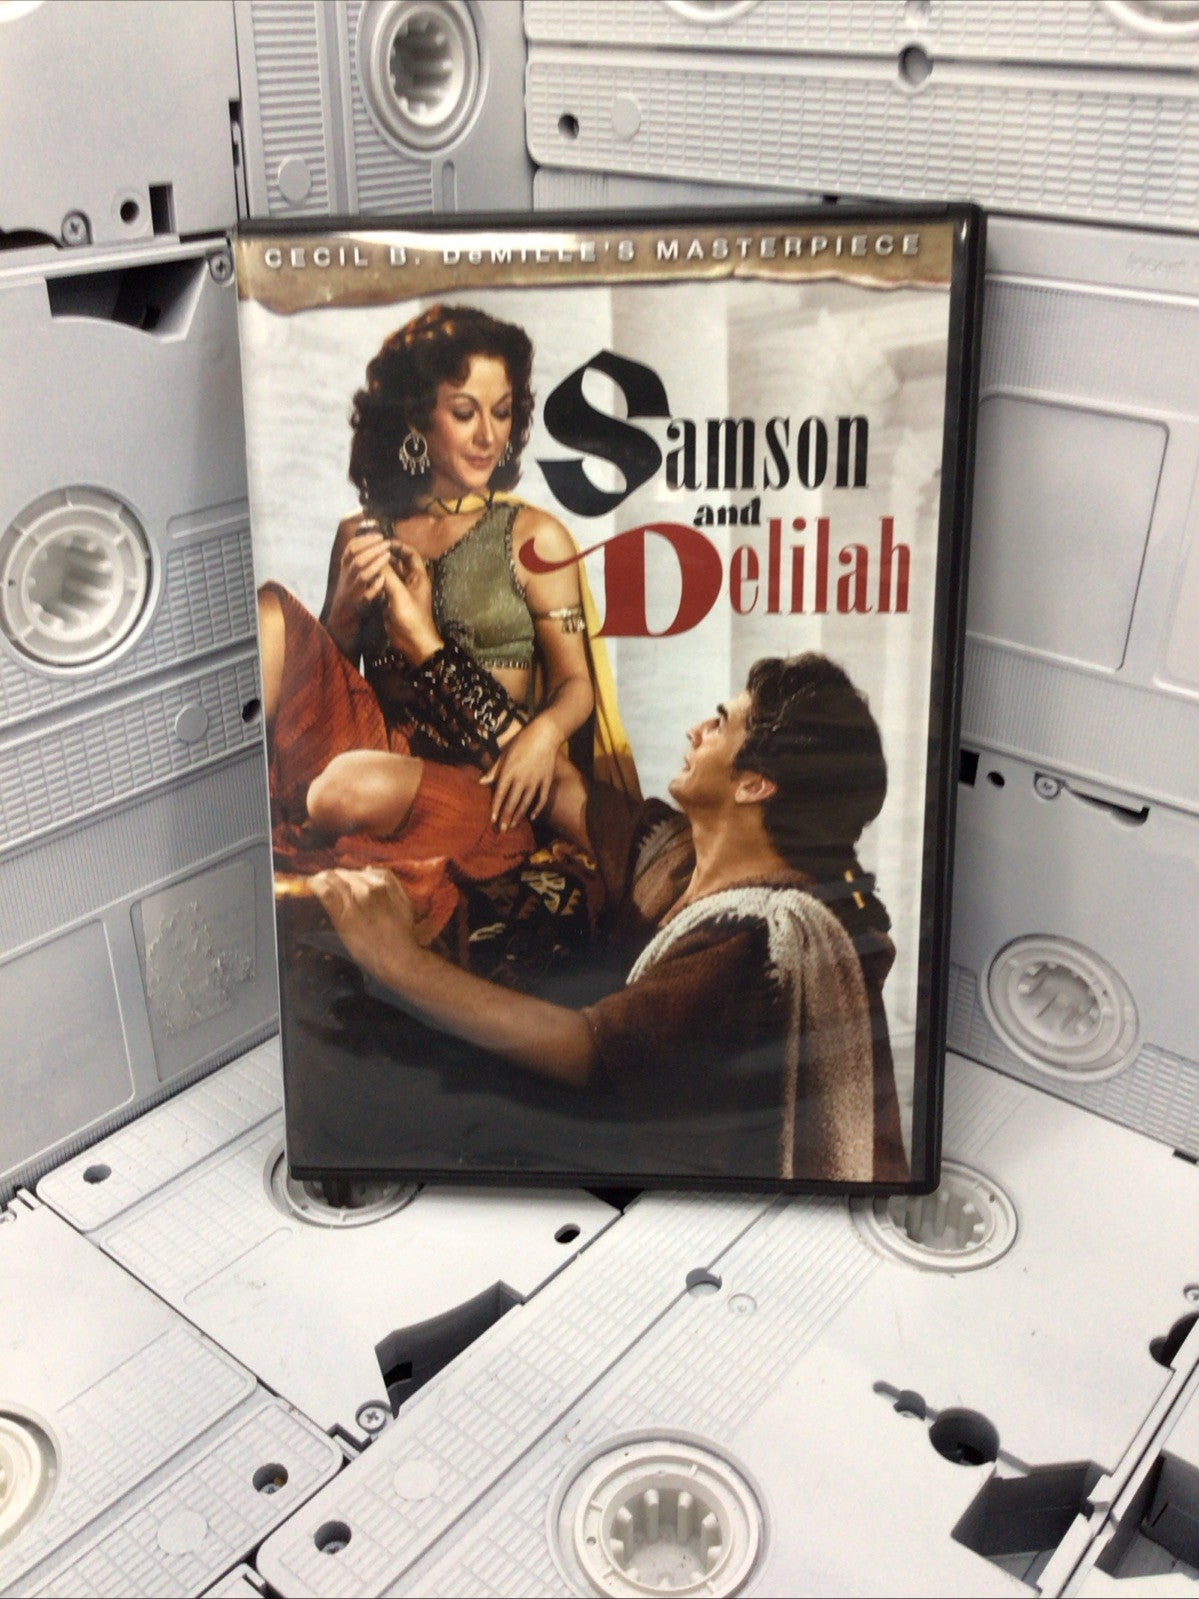 CECIL B. DeMILLE'S MASTERPIECE
Samson
and
Delilah